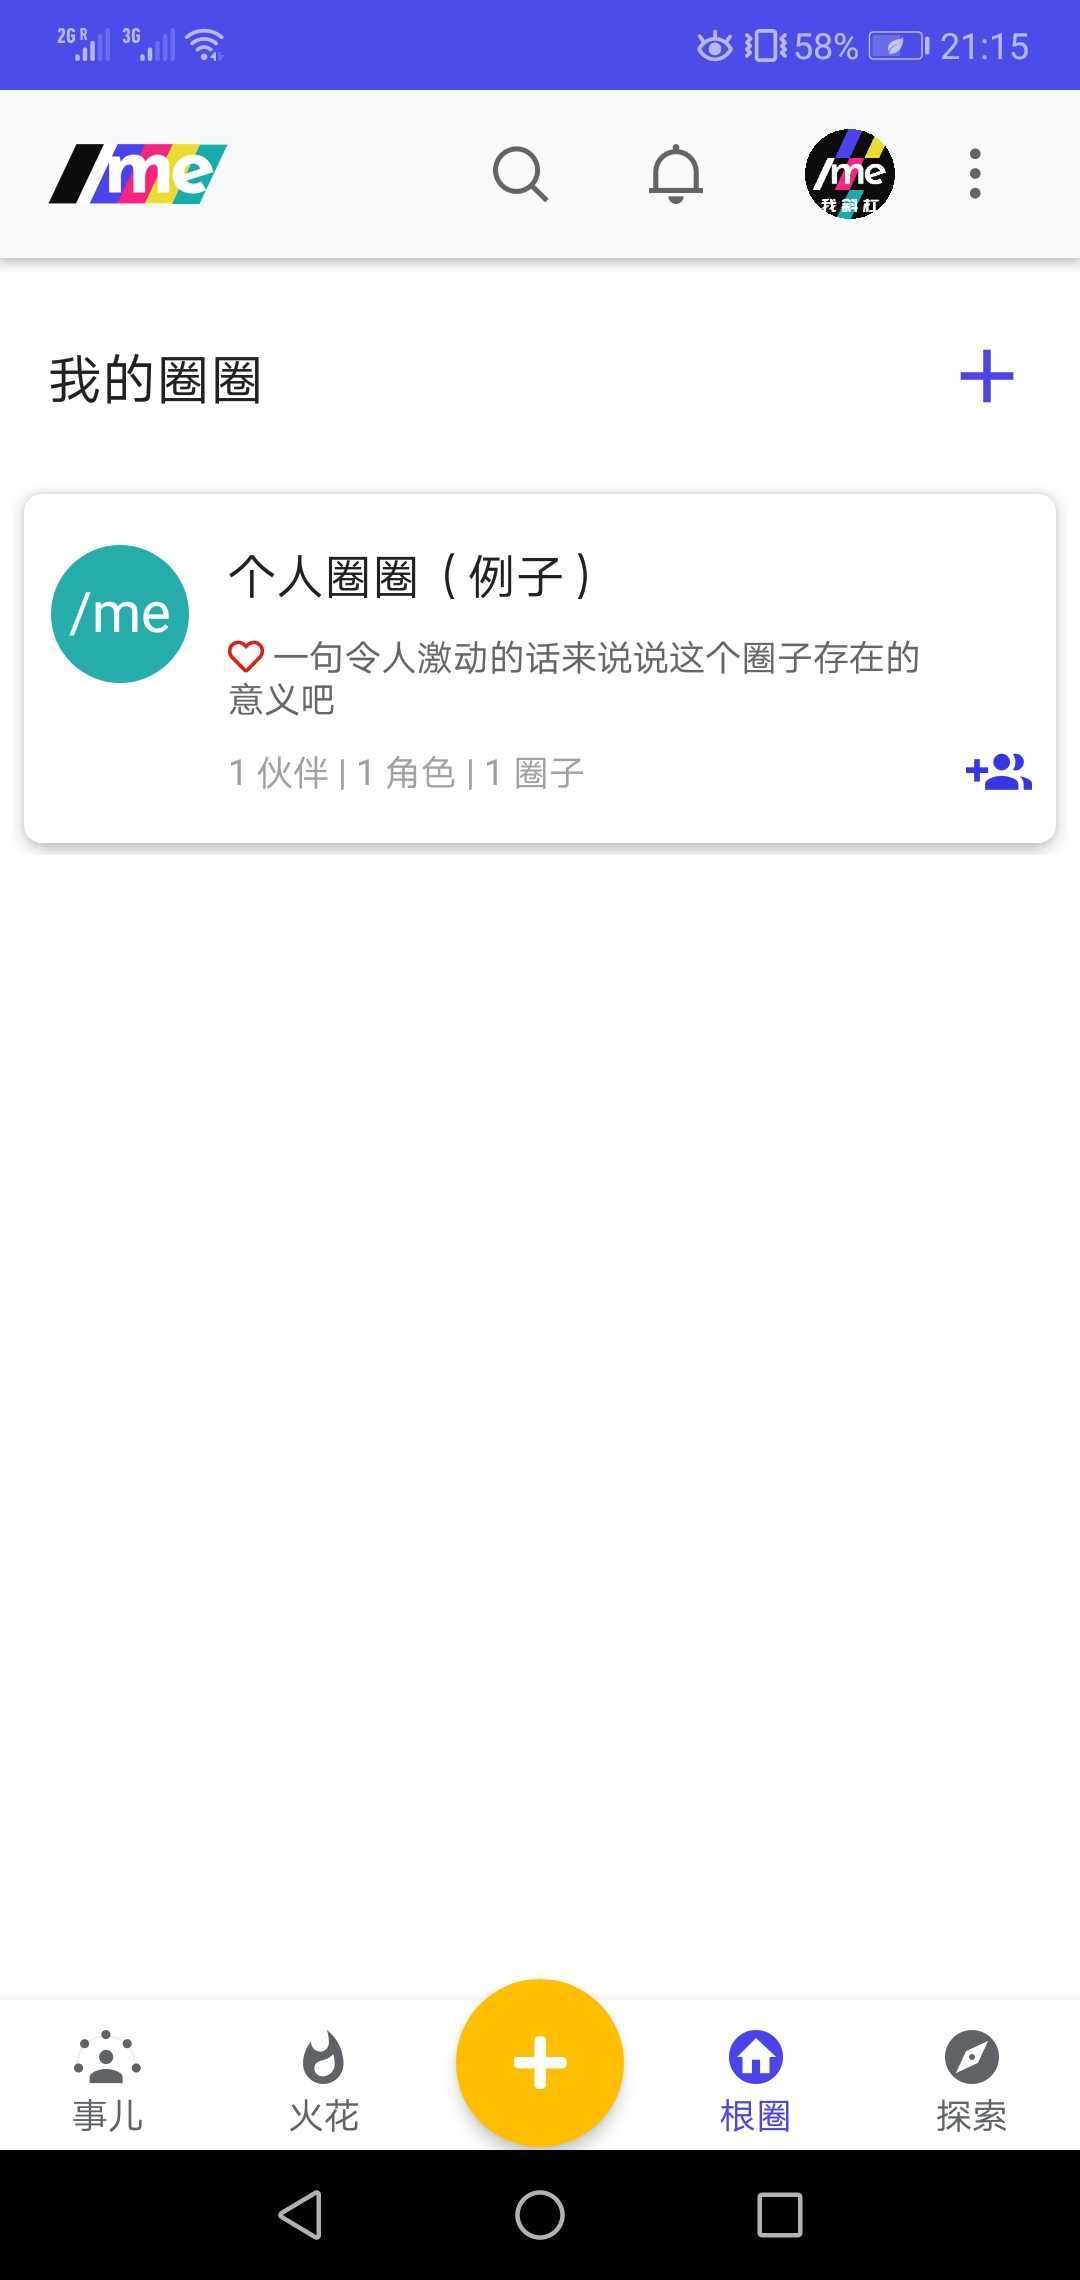 2G R 3G 58% 21:15
/me /me
我斜杠
我的圈圈
/me
个人圈圈（例子）
一句令人激动的话来说说这个圈子存在的
意义吧
1 伙伴 | 1 角色 | 1 圈子
事儿 火花 根圈 探索